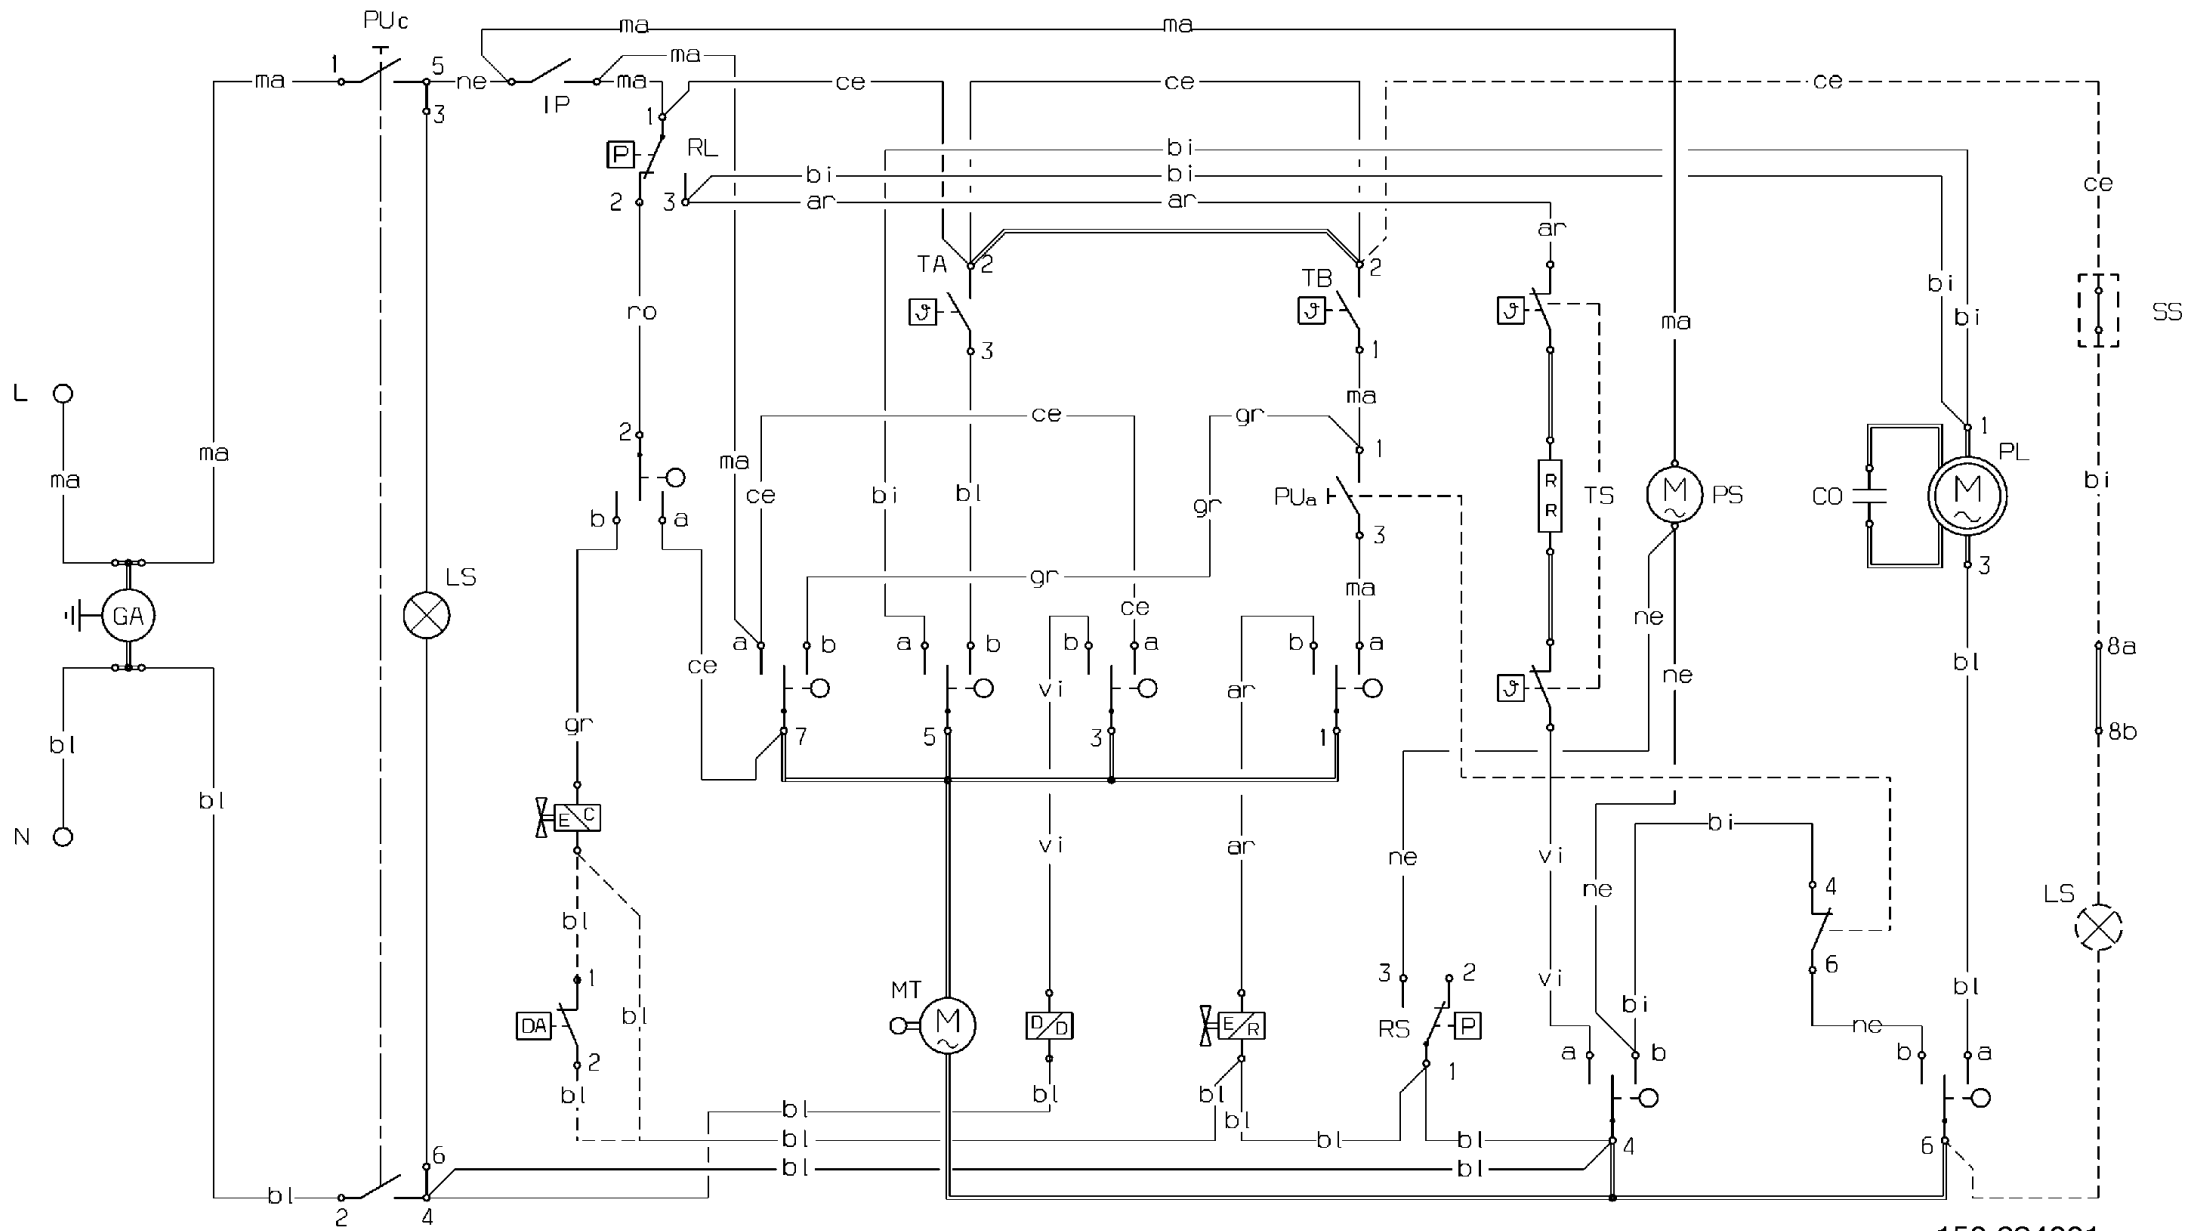 PUc
ma ma
ma
1 5 ma ne ma ce ce ce
IP
3
1
P RL bi
bi bi
2 3 ar ar
ce
ar
TA 2 2
TB
ϑ ϑ ϑ
bi
ro bi ma SS
3 1
L
ma
gr
ce
2 1 1
ma ma PL
ma
ce bi bl gr PUa R R TS M PS CO M bi
b a
3 3
LS gr ma
GA ce ne
a b a b b a b a 8a
ce vi ar ϑ ne bl
gr 7 5 3 1 8b
bl
bl
E C bi
N
vi ar ne vi
ne 4
LS
bl
6
1 3 2 vi
MT bl
DA bl M D D E R RS P bi ne
2 1 a b b a
bl bl bl bl
bl
bl bl bl
6 bl bl 4 6
bl
2 4